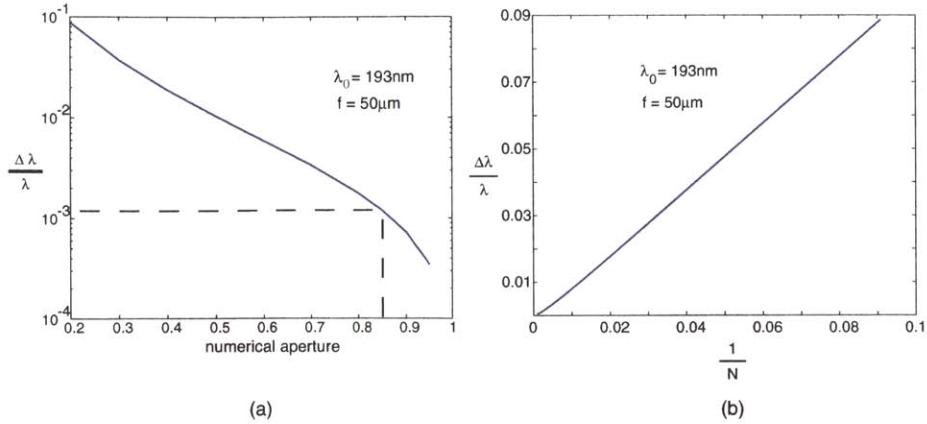 10^-1
10^-2
10^-3
10^-4
Δλ
λ
λ0 = 193nm
f = 50μm
0.2 0.3 0.4 0.5 0.6 0.7 0.8 0.9 1
numerical aperture
(a)
0.09
0.07
0.05
0.03
0.01
Δλ
λ
λ0 = 193nm
f = 50μm
0 0.02 0.04 0.06 0.08 0.1
1
N
(b)